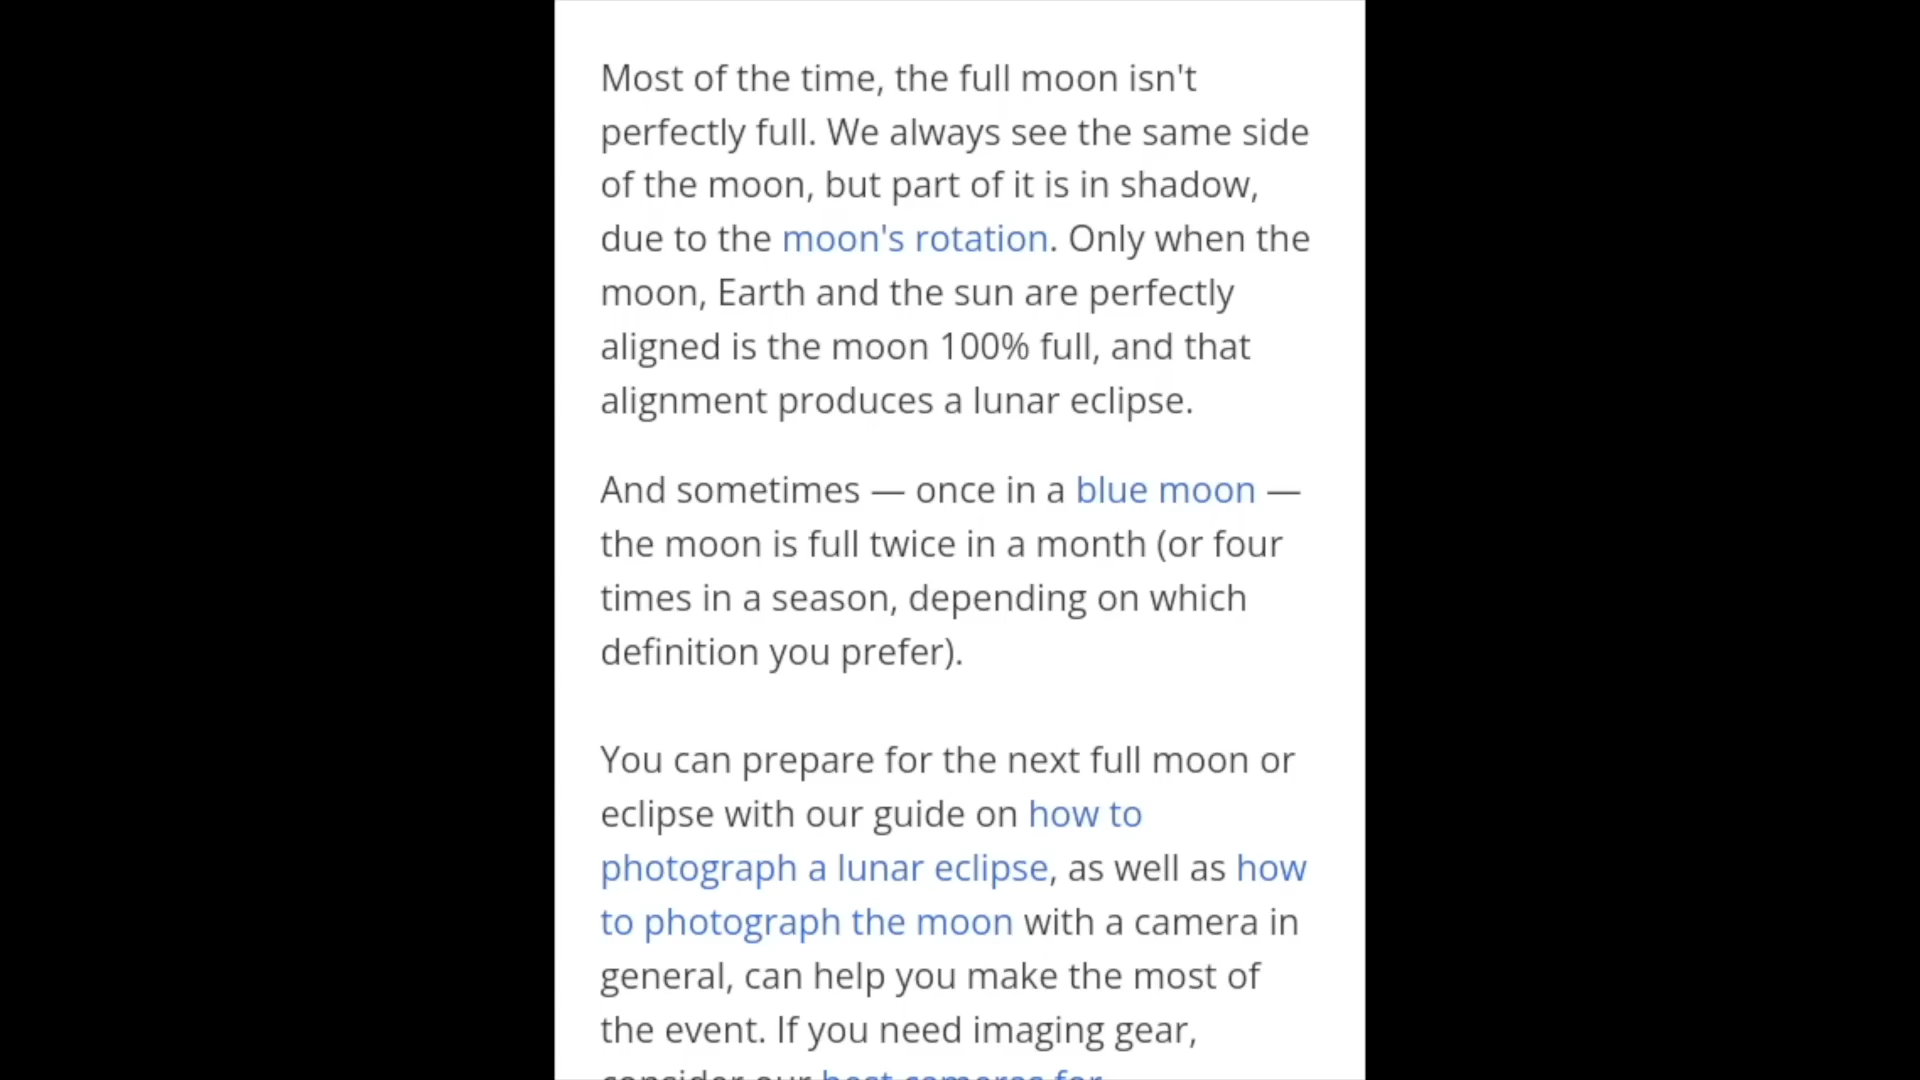 Most of the time, the full moon isn't
perfectly full. We always see the same side
of the moon, but part of it is in shadow,
due to the moon's rotation. Only when the
moon, Earth and the sun are perfectly
aligned is the moon 100% full, and that
alignment produces a lunar eclipse.
And sometimes — once in a blue moon —
the moon is full twice in a month (or four
times in a season, depending on which
definition you prefer).
You can prepare for the next full moon or
eclipse with our guide on how to
photograph a lunar eclipse, as well as how
to photograph the moon with a camera in
general, can help you make the most of
the event. If you need imaging gear,
consider our best cameras for